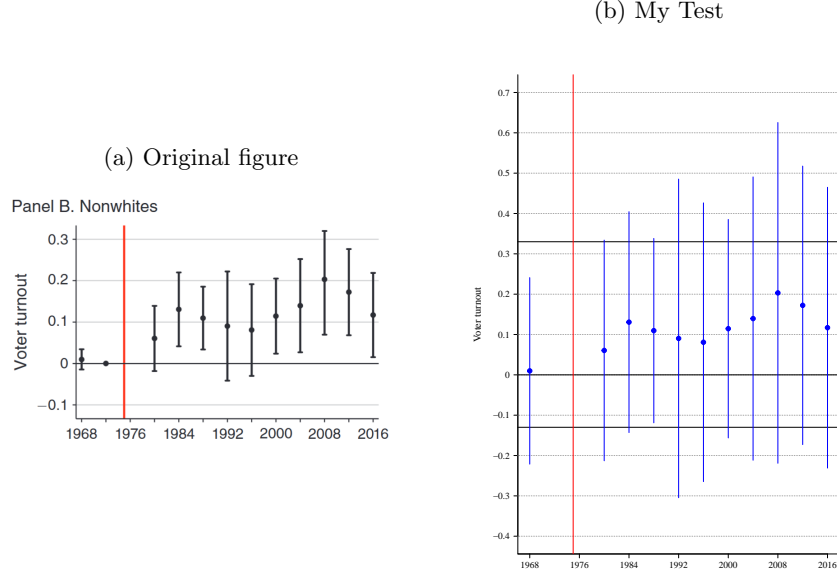 (a) Original figure
Panel B. Nonwhites
Voter turnout
0.3
0.2
0.1
0
−0.1
1968 1976 1984 1992 2000 2008 2016
(b) My Test
Voter turnout
0.7
0.6
0.5
0.4
0.3
0.2
0.1
0
−0.1
−0.2
−0.3
−0.4
1968 1976 1984 1992 2000 2008 2016